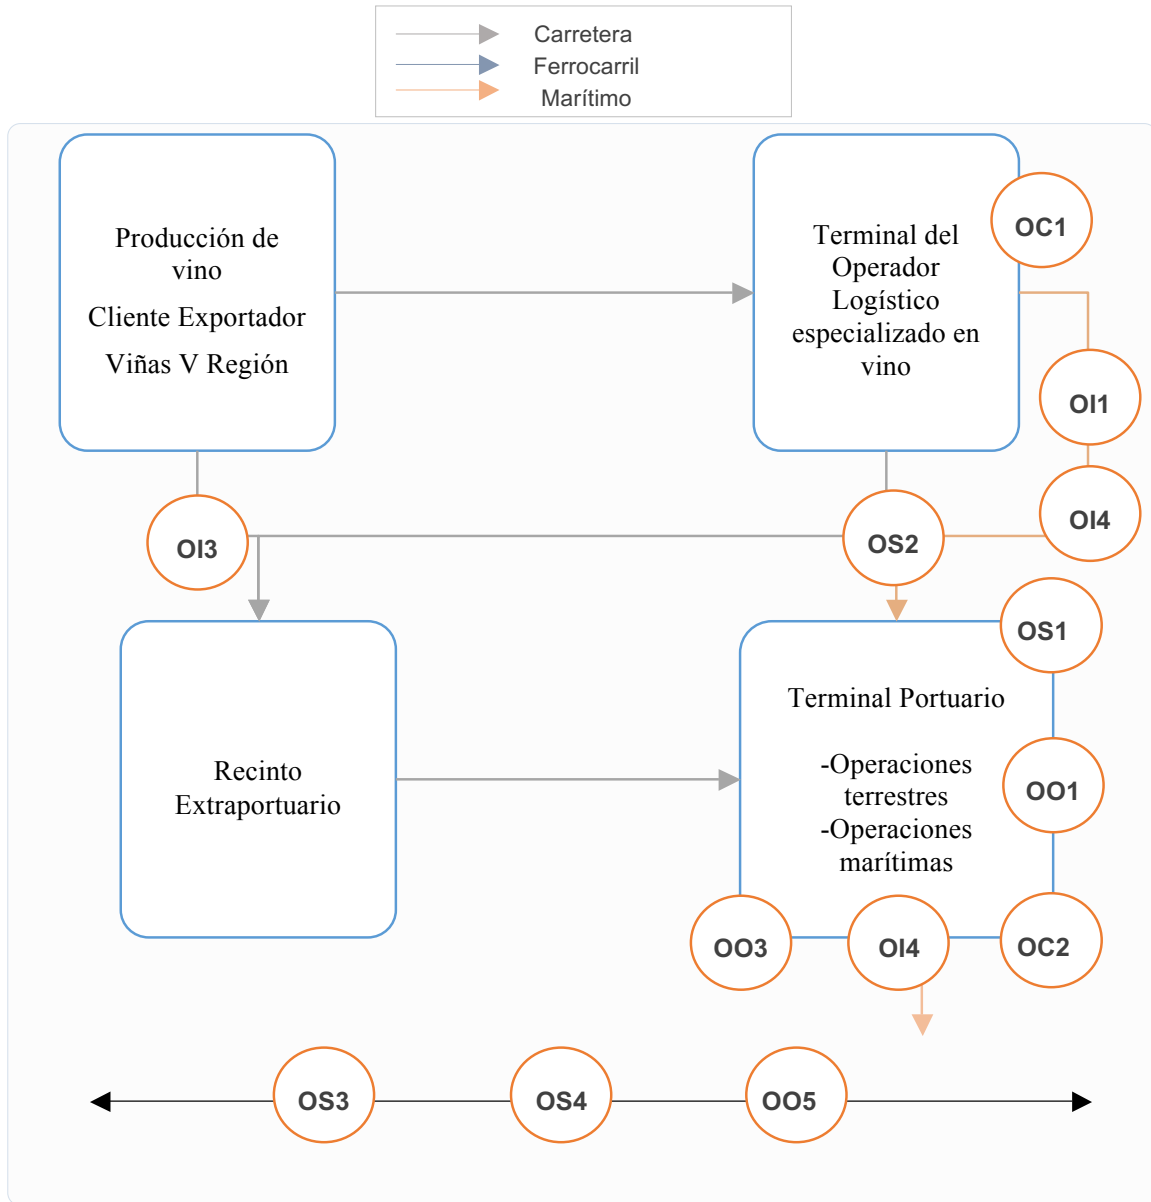 Carretera
Ferrocarril
Marítimo
Producción de
vino
Cliente Exportador
Viñas V Región
Terminal del
Operador
Logístico
especializado en
vino
OC1
OI1
OI4
OI3
OS2
OS1
Recinto
Extraportuario
Terminal Portuario
-Operaciones
terrestres
-Operaciones
marítimas
OO1
OO3
OI4
OC2
OS3
OS4
OO5